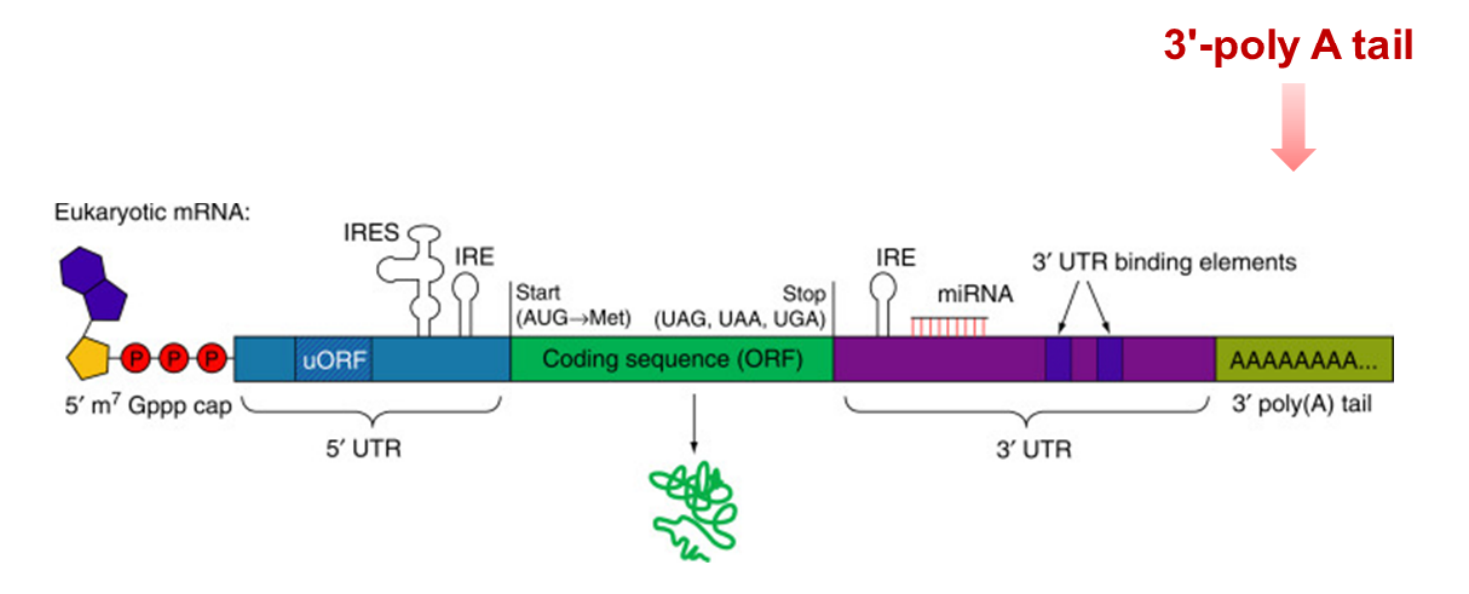 3'-poly A tail
Eukaryotic mRNA:
IRES
IRE
IRE
3′ UTR binding elements
Start
(AUG→Met)
Stop
(UAG, UAA, UGA)
miRNA
P P P
uORF
Coding sequence (ORF)
AAAAAAAA...
5′ m⁷ Gppp cap
3′ poly(A) tail
5′ UTR
3′ UTR